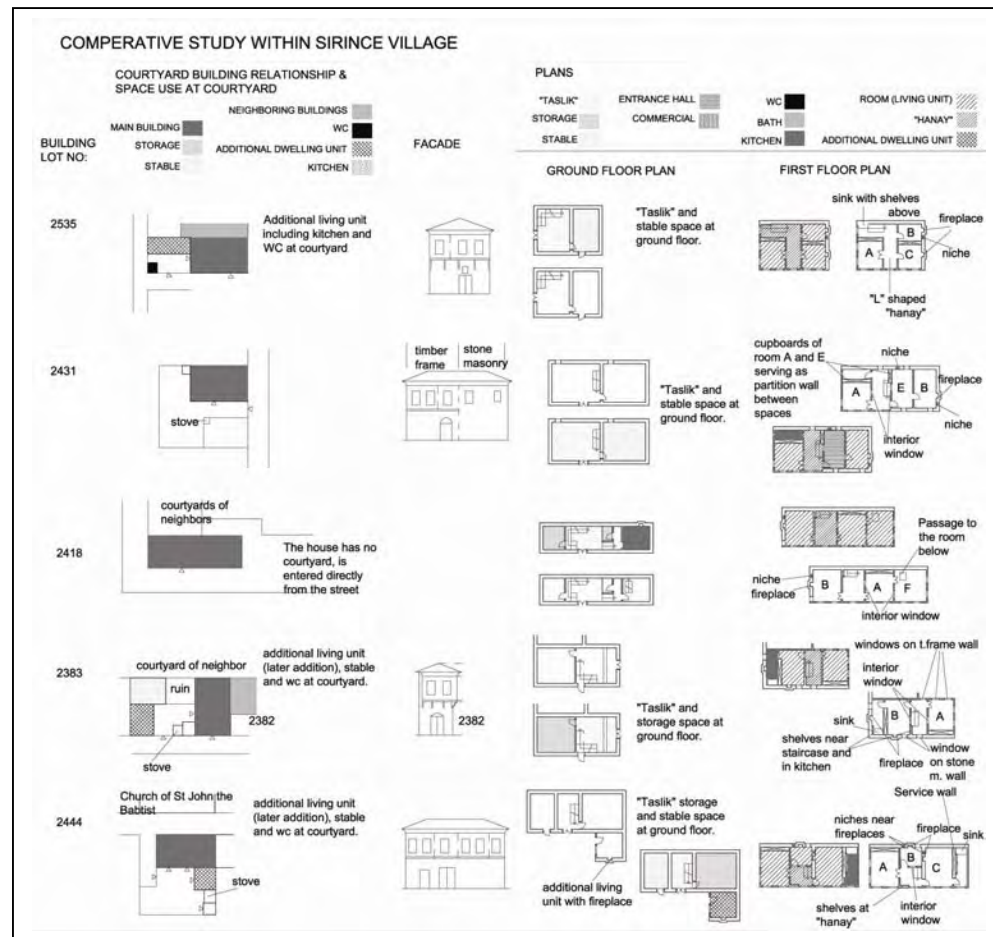 COMPERATIVE STUDY WITHIN SIRINCE VILLAGE
COURTYARD BUILDING RELATIONSHIP &
SPACE USE AT COURTYARD
NEIGHBORING BUILDINGS
MAIN BUILDING
WC
STORAGE
ADDITIONAL DWELLING UNIT
STABLE
KITCHEN
BUILDING
LOT NO:
FACADE
PLANS
"TASLIK"
ENTRANCE HALL
WC
ROOM (LIVING UNIT)
STORAGE
COMMERCIAL
BATH
"HANAY"
STABLE
KITCHEN
ADDITIONAL DWELLING UNIT
GROUND FLOOR PLAN
FIRST FLOOR PLAN
2535
Additional living unit
including kitchen and
WC at courtyard
"Taslik" and
stable space at
ground floor.
sink with shelves
above
fireplace
A
B
C
niche
"L" shaped
"hanay"
2431
stove
timber
frame
stone
masonry
"Taslik" and
stable space at
ground floor.
cupboards of
room A and E
serving as
partition wall
between
spaces
niche
fireplace
A
E
B
niche
interior
window
2418
courtyards of
neighbors
The house has no
courtyard, is
entered directly
from the street
Passage to
the room
below
niche
fireplace
B
A
F
interior window
2383
courtyard of neighbor
ruin
2382
stove
additional living unit
(later addition), stable
and wc at courtyard.
2382
"Taslik" and
storage space at
ground floor.
windows on t.frame wall
interior
window
B
A
sink
shelves near
staircase and
in kitchen
fireplace
window
on stone
m. wall
2444
Church of St John the
Babtist
additional living unit
(later addition), stable
and wc at courtyard.
stove
"Taslik" storage
and stable space
at ground floor.
additional living
unit with fireplace
Service wall
niches near
fireplaces
fireplace
sink
A
B
C
shelves at
"hanay"
interior
window